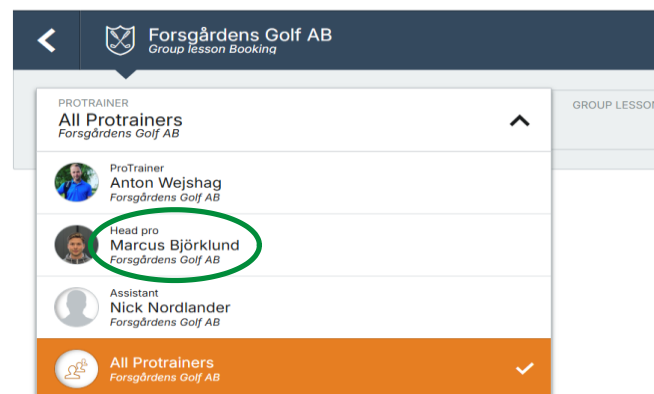 Forsgårdens Golf AB
Group lesson Booking
PROTRAINER
All Protrainers
Forsgårdens Golf AB
GROUP LESSON
ProTrainer
Anton Wejshag
Forsgårdens Golf AB
Head pro
Marcus Björklund
Forsgårdens Golf AB
Assistant
Nick Nordlander
Forsgårdens Golf AB
All Protrainers
Forsgårdens Golf AB